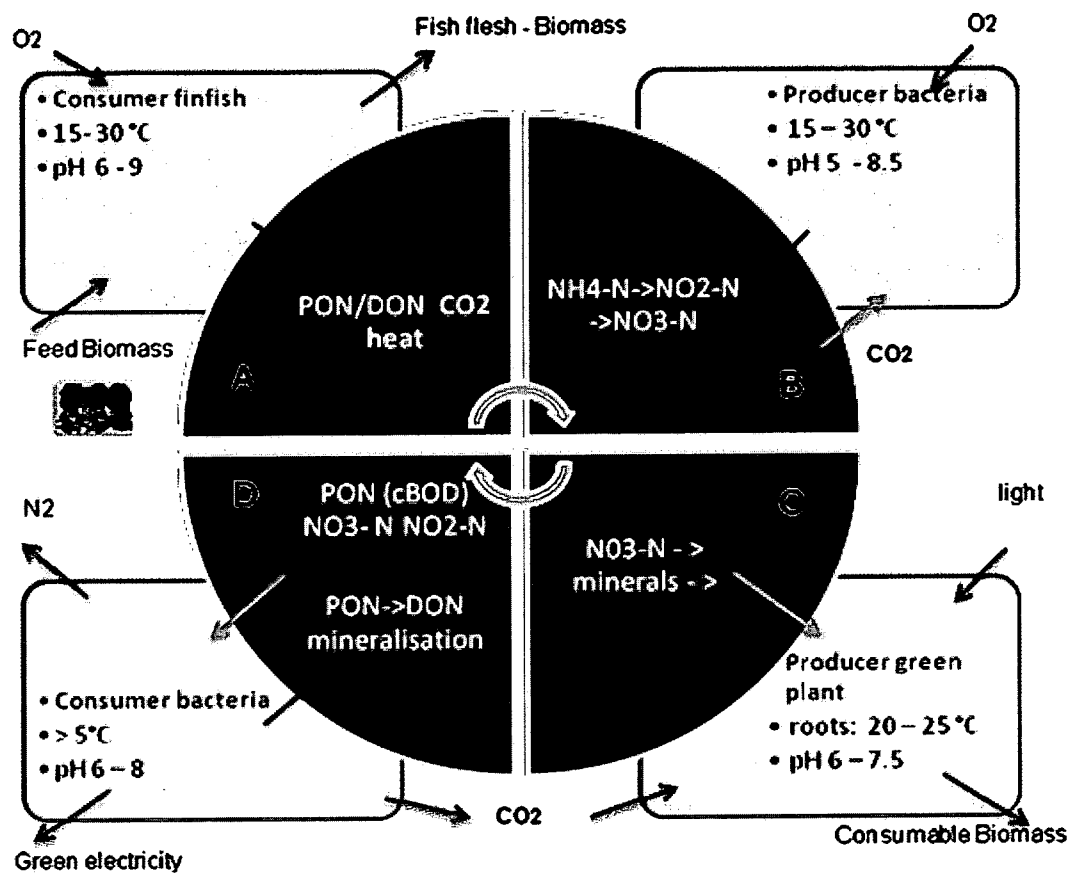 O2
Fish flesh - Biomass
O2
• Consumer finfish
• 15-30°C
• pH 6 -9
• Producer bacteria
• 15 – 30°C
• pH 5 -8.5
PON/DON CO2
heat
NH4-N->NO2-N
->NO3-N
Feed Biomass
CO2
A
B
D
C
PON (cBOD)
NO3- N NO2-N
PON->DON
mineralisation
N03-N - >
minerals - >
N2
light
• Consumer bacteria
• > 5°C
• pH 6 – 8
Producer green
plant
• roots: 20 – 25°C
• pH 6 – 7.5
CO2
Green electricity
Consumable Biomass